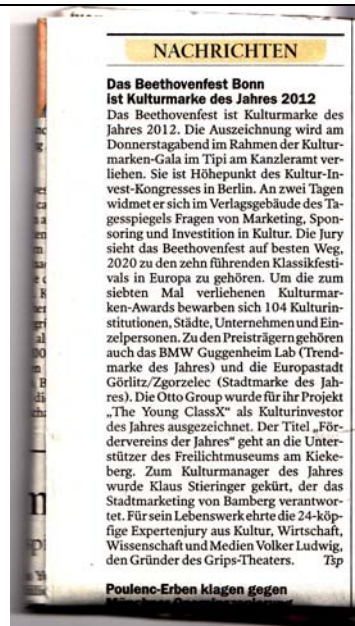 NACHRICHTEN
Das Beethovenfest Bonn
ist Kulturmarke des Jahres 2012
Das Beethovenfest ist Kulturmarke des
Jahres 2012. Die Auszeichnung wird am
Donnerstagabend im Rahmen der Kultur-
marken-Gala im Tipi am Kanzleramt ver-
liehen. Sie ist Höhepunkt des Kultur-In-
vest-Kongresses in Berlin. An zwei Tagen
widmet er sich im Verlagsgebäude des Ta-
gesspiegels Fragen von Marketing, Spon-
soring und Investition in Kultur. Die Jury
sieht das Beethovenfest auf besten Weg,
2020 zu den zehn führenden Klassikfesti-
vals in Europa zu gehören. Um die zum
siebten Mal verliehenen Kulturmar-
ken-Awards bewarben sich 104 Kulturin-
stitutionen, Städte, Unternehmen und Ein-
zelpersonen. Zu den Preisträgern gehören
auch das BMW Guggenheim Lab (Trend-
marke des Jahres) und die Europastadt
Görlitz/Zgorzelec (Stadtmarke des Jah-
res). Die Otto Group wurde für ihr Projekt
„The Young ClassX“ als Kulturinvestor
des Jahres ausgezeichnet. Der Titel „För-
dervereins der Jahres“ geht an die Unter-
stützer des Freilichtmuseums am Kieke-
berg. Zum Kulturmanager des Jahres
wurde Klaus Stieringer gekürt, der das
Stadtmarketing von Bamberg verantwor-
tet. Für sein Lebenswerk ehrte die 24-köp-
fige Expertenjury aus Kultur, Wirtschaft,
Wissenschaft und Medien Volker Ludwig,
den Gründer des Grips-Theaters. Tsp
Poulenc-Erben klagen gegen